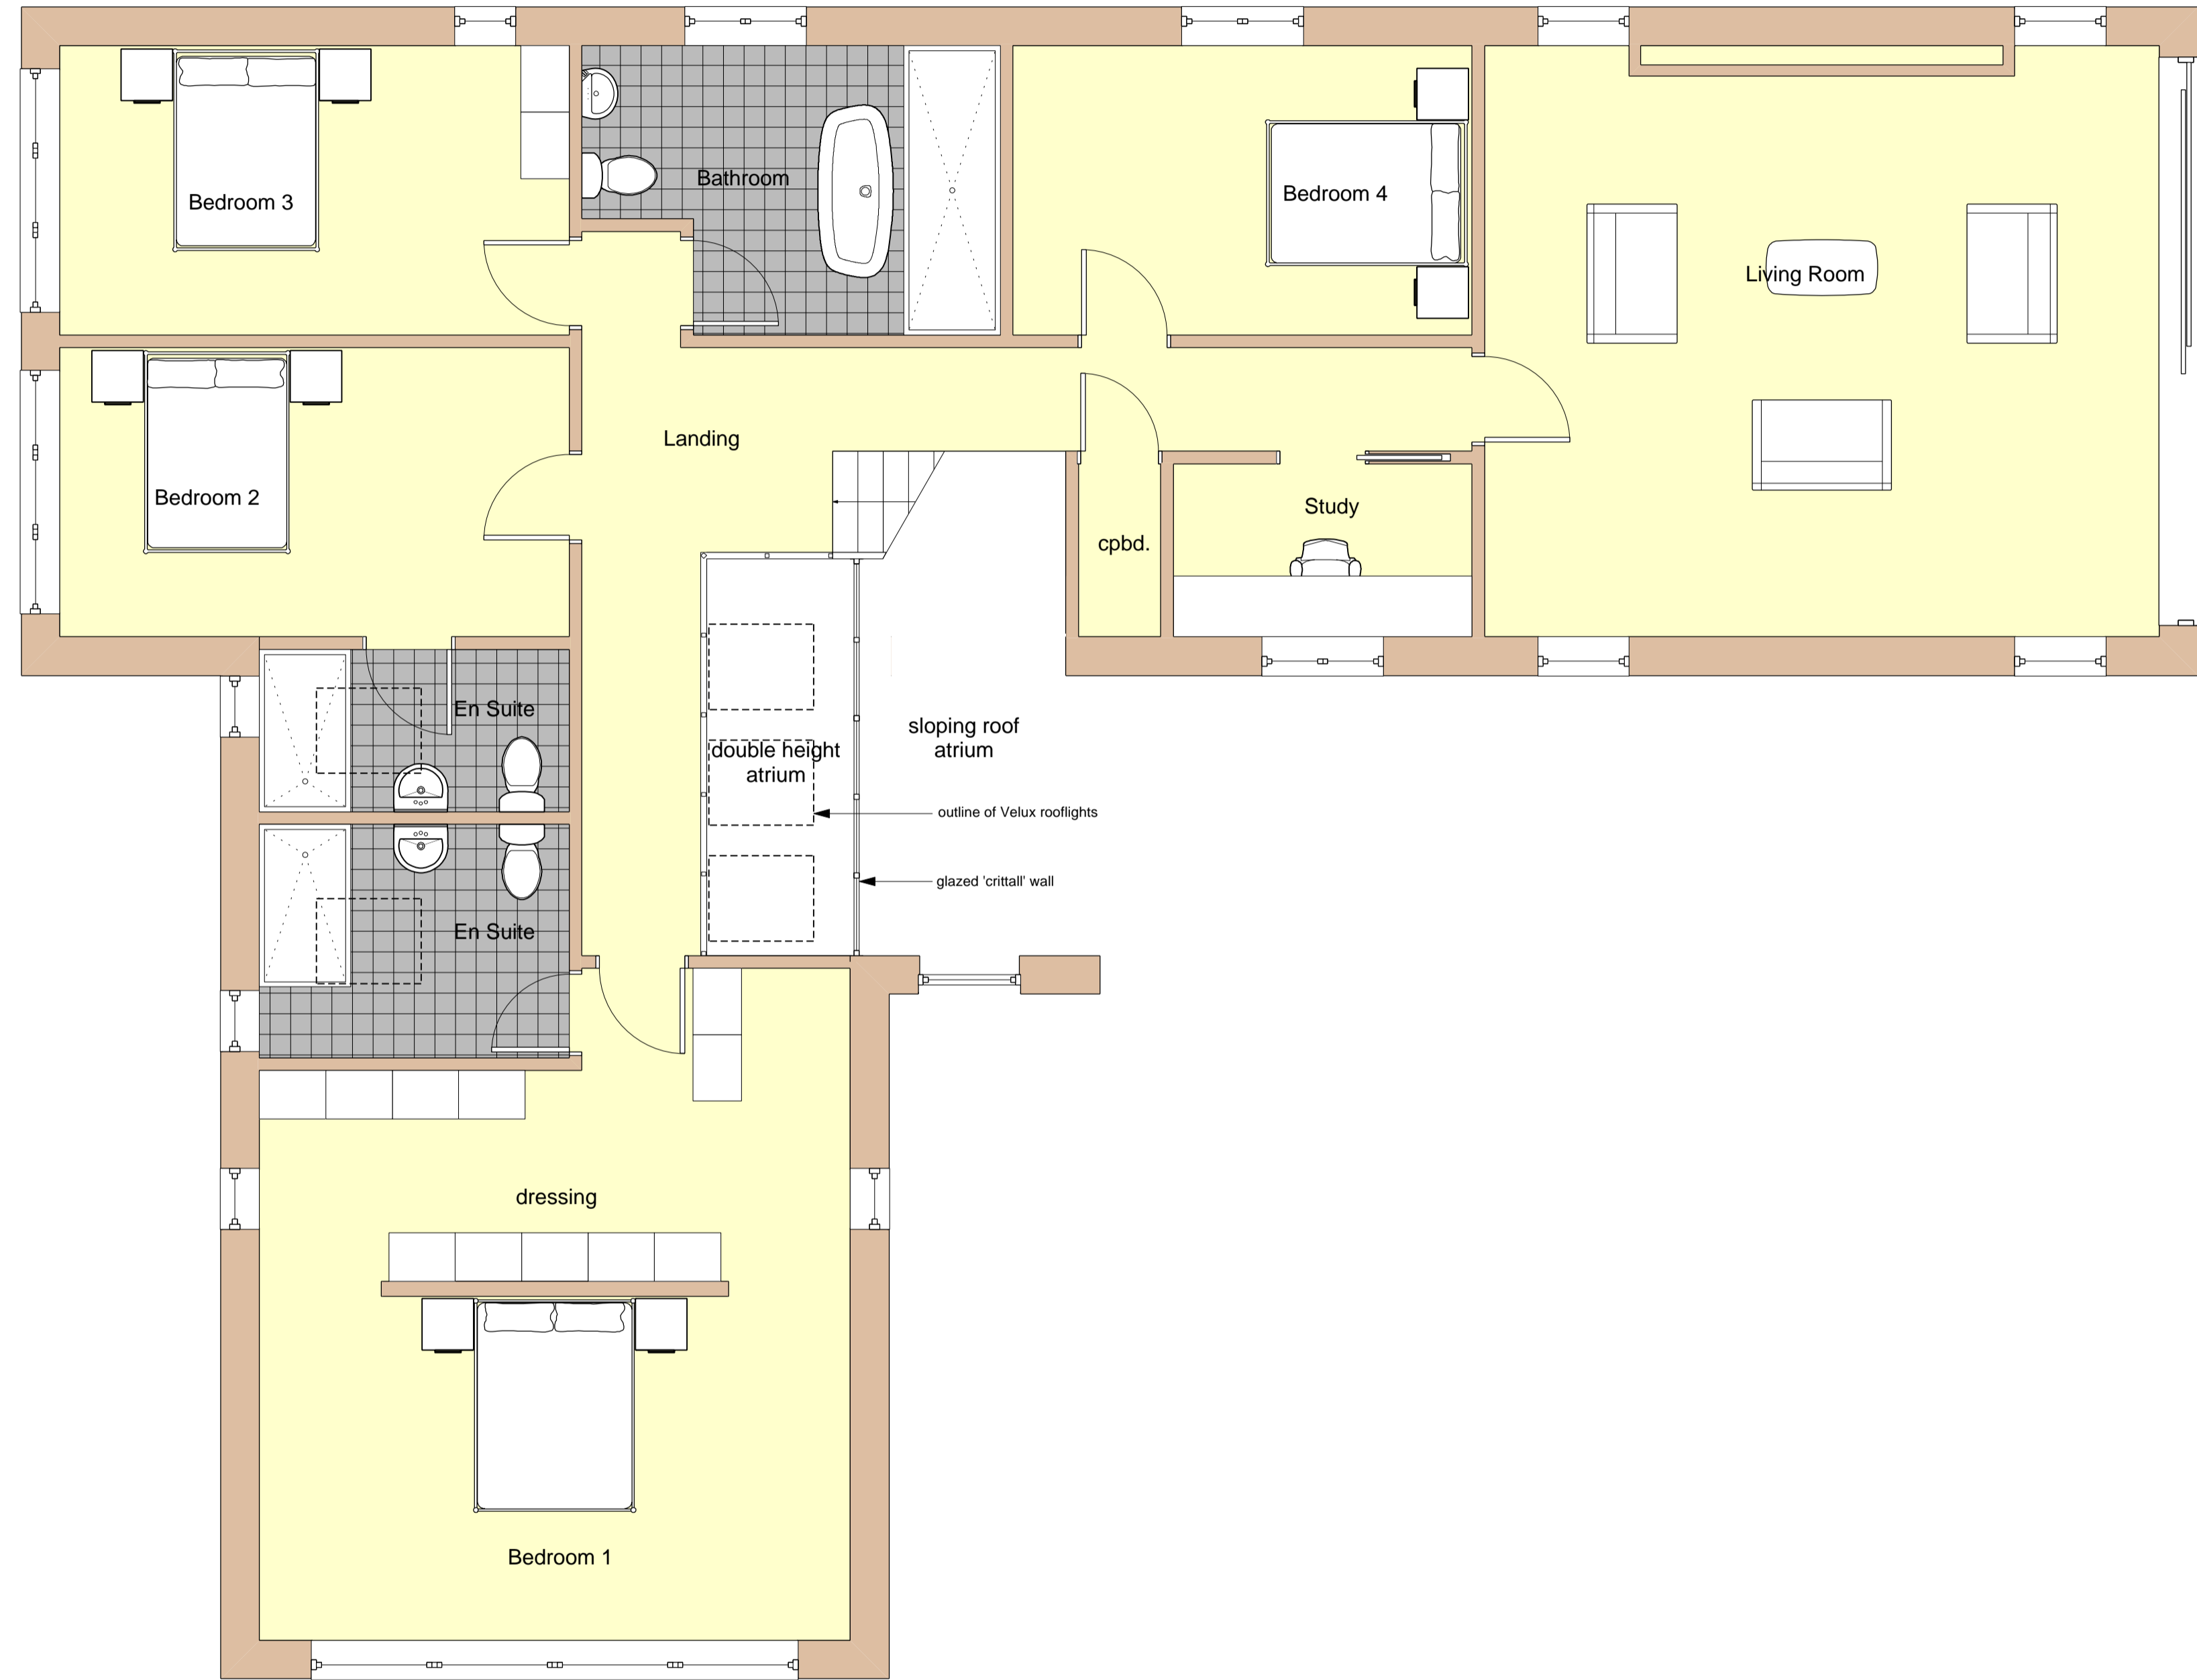 Bathroom
Bedroom 3
Bedroom 4
Living Room
Landing
Bedroom 2
Study
cpbd.
En Suite
sloping roof
atrium
double height
atrium
outline of Velux rooflights
glazed 'crittall' wall
En Suite
dressing
Bedroom 1